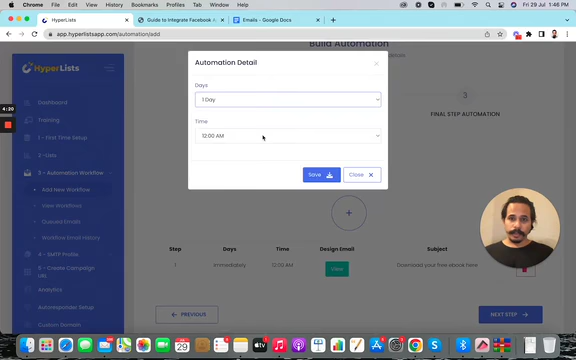 Chrome File Edit View History Bookmarks Profiles Tab Window Help
Fri 29 Jul 1:46 PM
HyperLists
Guide to Integrate Facebook A
Emails - Google Docs
app.hyperlistsapp.com/automation/add
HyperLists
Dashboard
Training
1 - First Time Setup
2 - Lists
3 - Automation Workflow
Add New Workflow
View Workflows
Queued Emails
Workflow Email History
4 - SMTP Profile
5 - Create Campaign
URL
Analytics
Autoresponder Setup
Custom Domain
4:20
Build Automation
Automation Detail
Days
1 Day
Time
12:00 AM
Save
Close
3
FINAL STEP AUTOMATION
Step Days Time Design Email Subject
1 Immediately 12:00 AM View Download your free ebook here
PREVIOUS
NEXT STEP